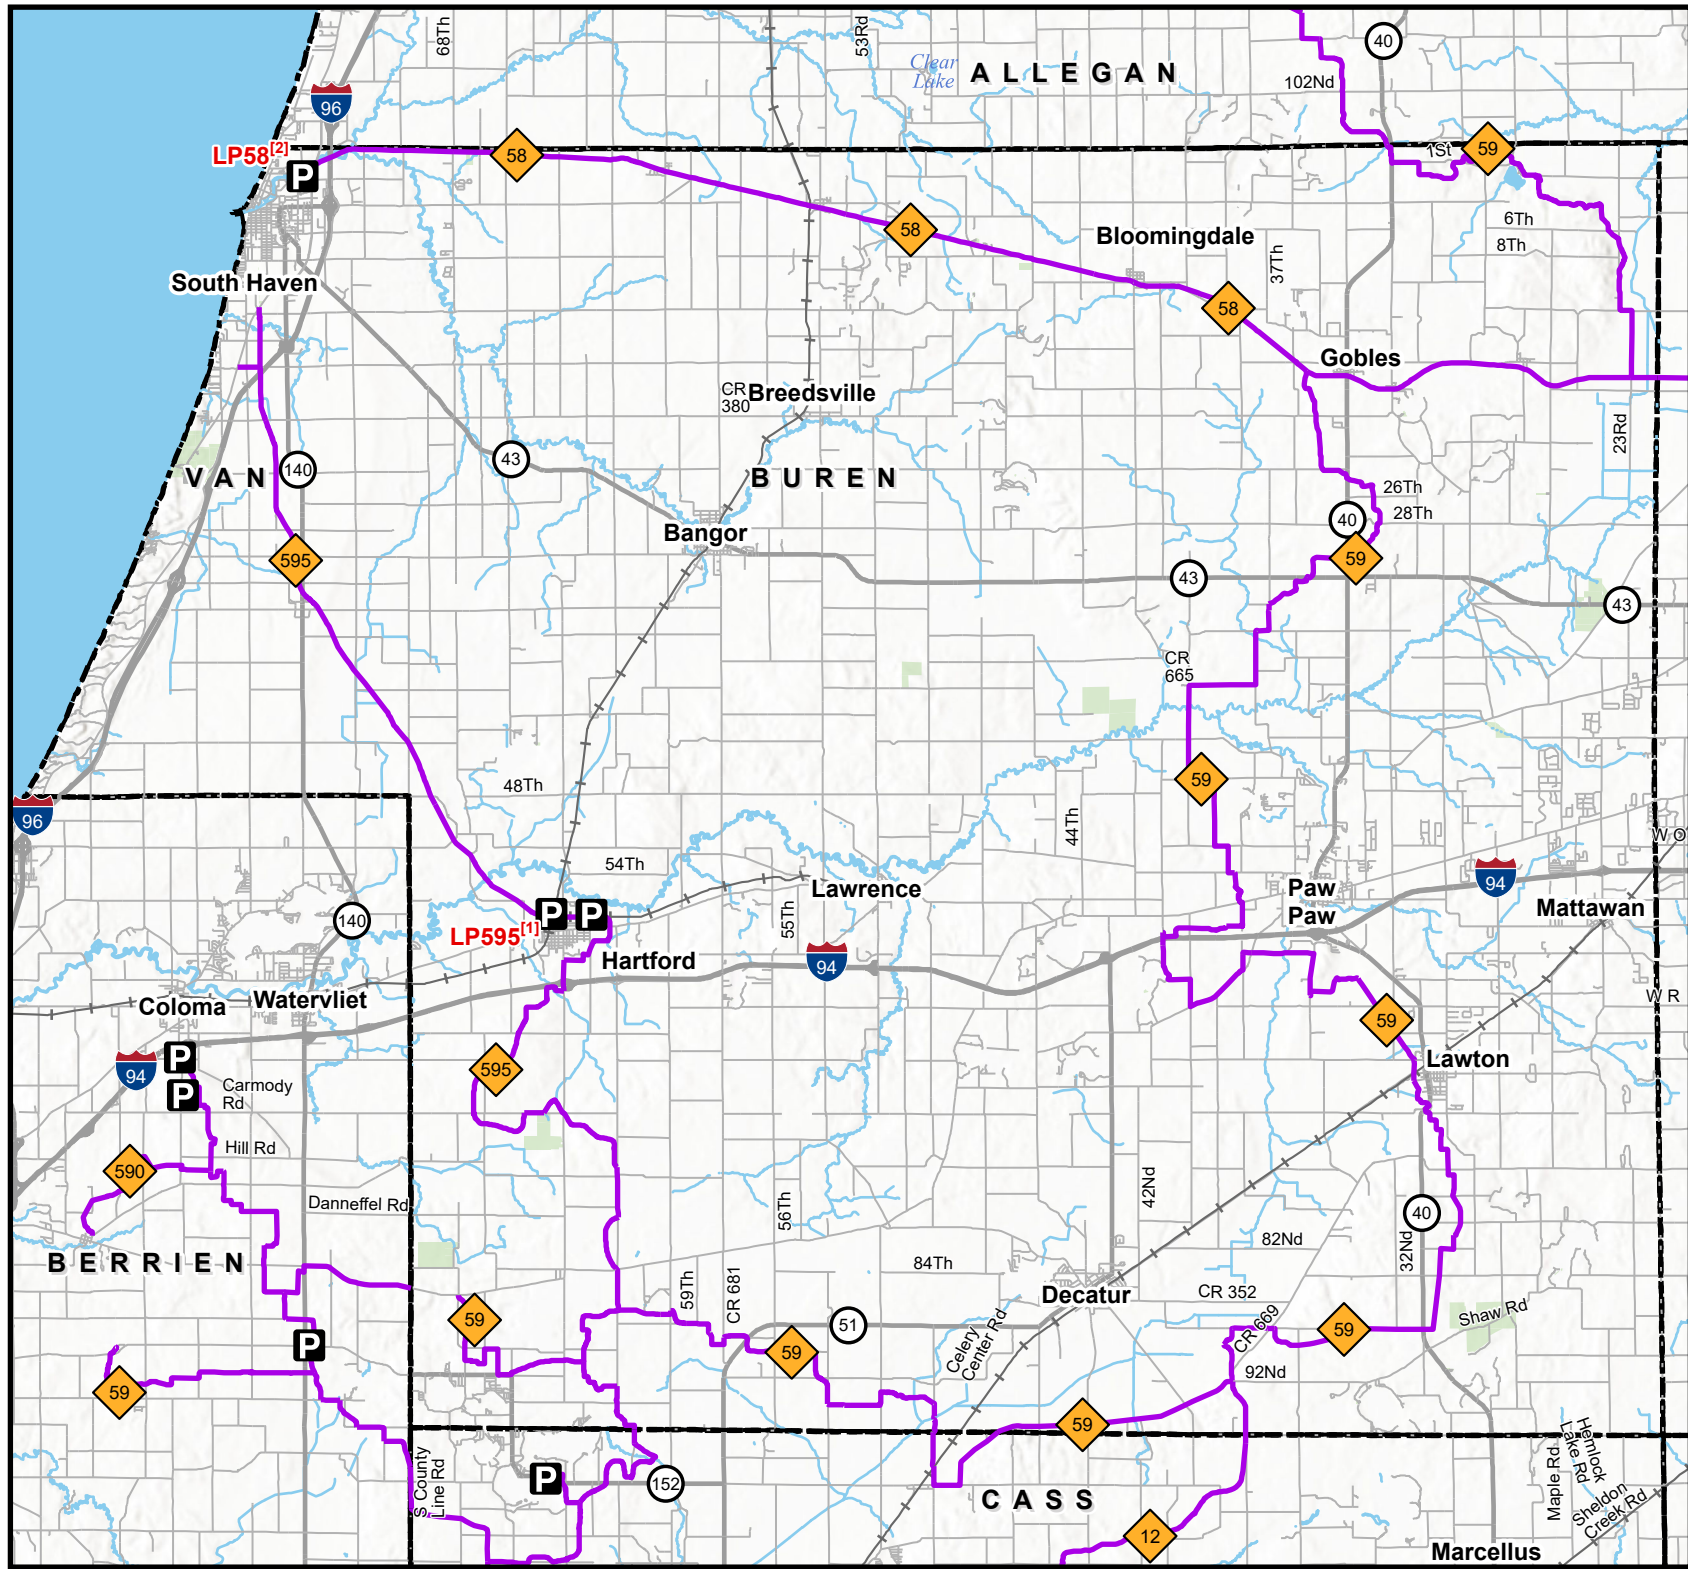 68Th
53Rd
40
Clear
Lake
ALLEGAN
102Nd
96
LP58[2]
P
58
1St
59
6Th
8Th
58
Bloomingdale
37Th
South Haven
58
Gobles
CR
380
Breedsville
23Rd
43
140
VAN
BUREN
26Th
28Th
40
Bangor
595
59
43
43
CR
665
48Th
59
96
44Th
W O
54Th
Lawrence
94
Paw
Paw
Mattawan
140
P
P
LP595[1]
55Th
Hartford
94
W R
Coloma
Watervliet
59
P
94
P
Carmody
Rd
595
Lawton
Hill Rd
590
42Nd
Danneffel Rd
56Th
40
BERRIEN
82Nd
32Nd
84Th
59Th
CR 681
Decatur
CR 352
59
51
Celery
Center Rd
CR 669
59
Shaw Rd
P
59
59
92Nd
59
S County
Line Rd
P
152
CASS
Maple Rd
Hemlock
Lake Rd
Sheldon
Creek Rd
12
Marcellus